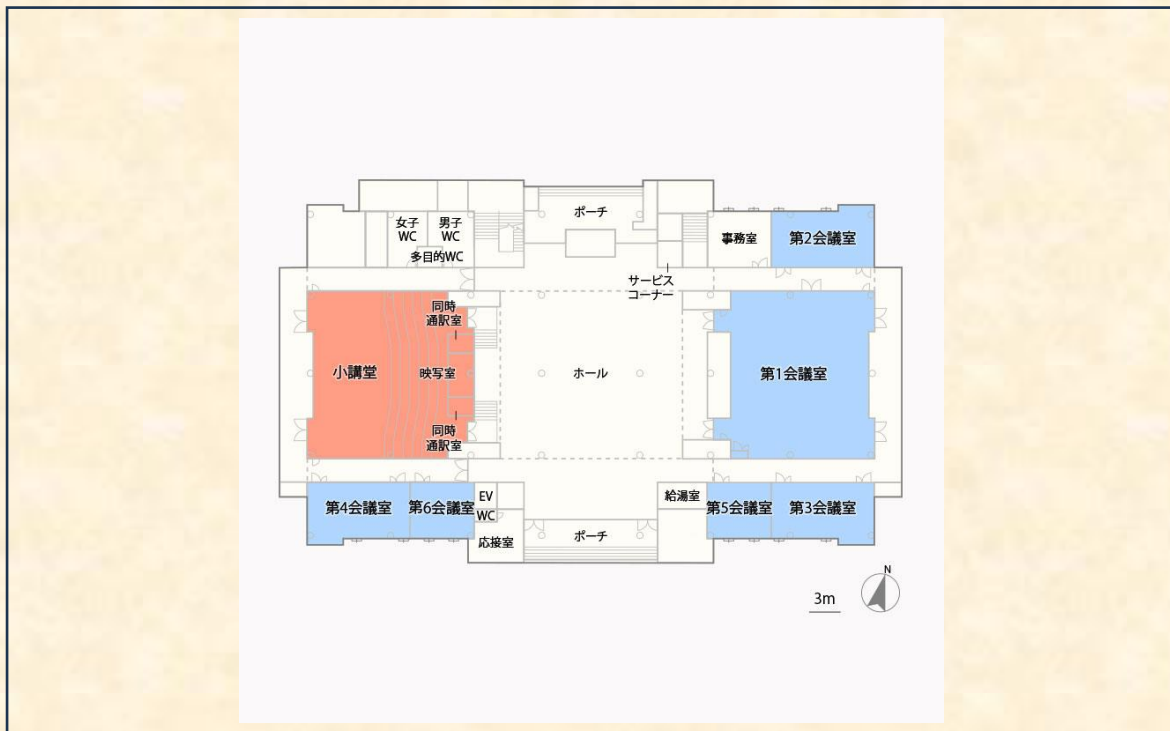 ポーチ
女子
WC
男子
WC
多目的WC
事務室
第2会議室
サービス
コーナー
同時
通訳室
小講堂
映写室
ホール
第1会議室
同時
通訳室
EV
WC
応接室
給湯室
第4会議室
第6会議室
第5会議室
第3会議室
ポーチ
N
3m